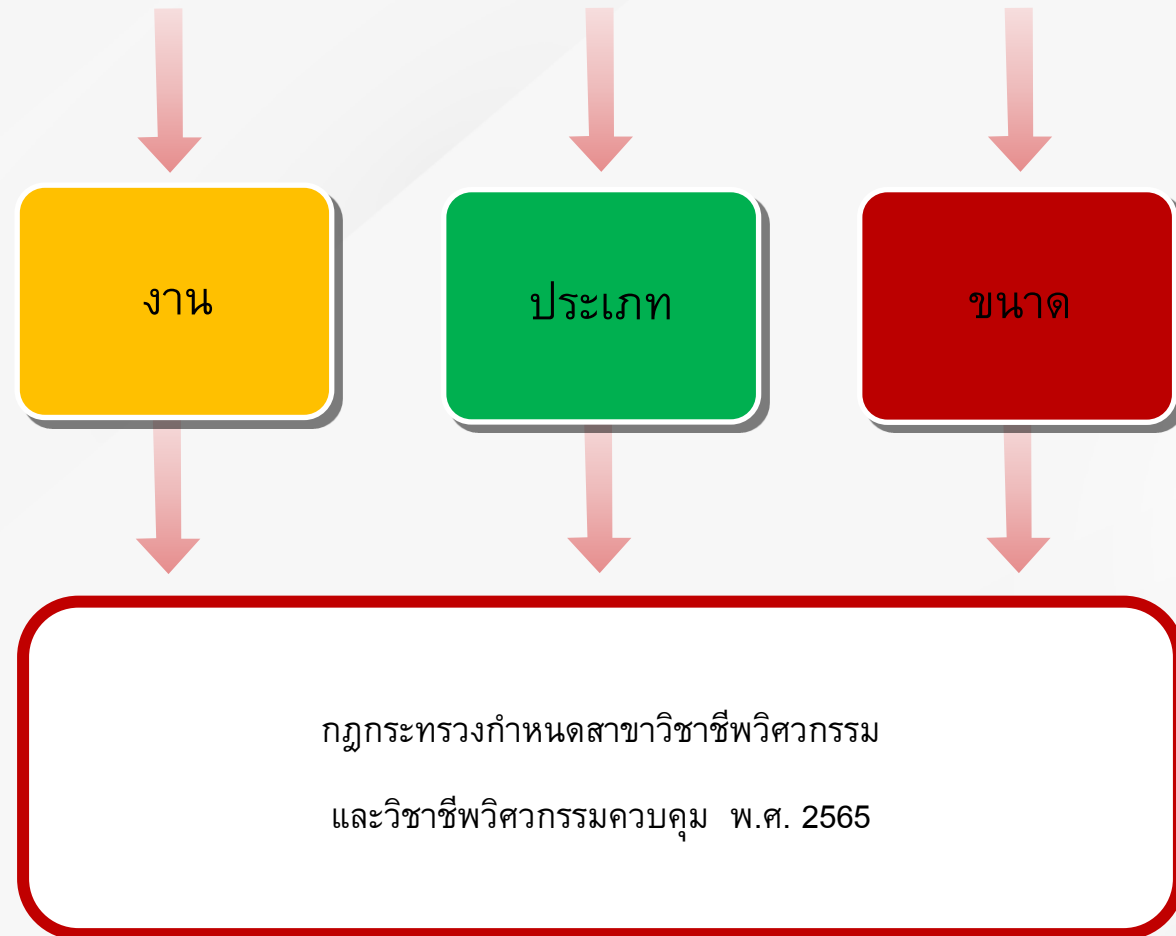 งาน
ประเภท
ขนาด
กฎกระทรวงกำหนดสาขาวิชาชีพวิศวกรรม
และวิชาชีพวิศวกรรมควบคุม พ.ศ. 2565